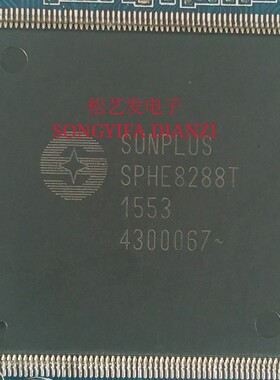 松艺发电子
SONGYIFA DIANZI
SUNPLUS
SPHE8288T
1553
4300067~